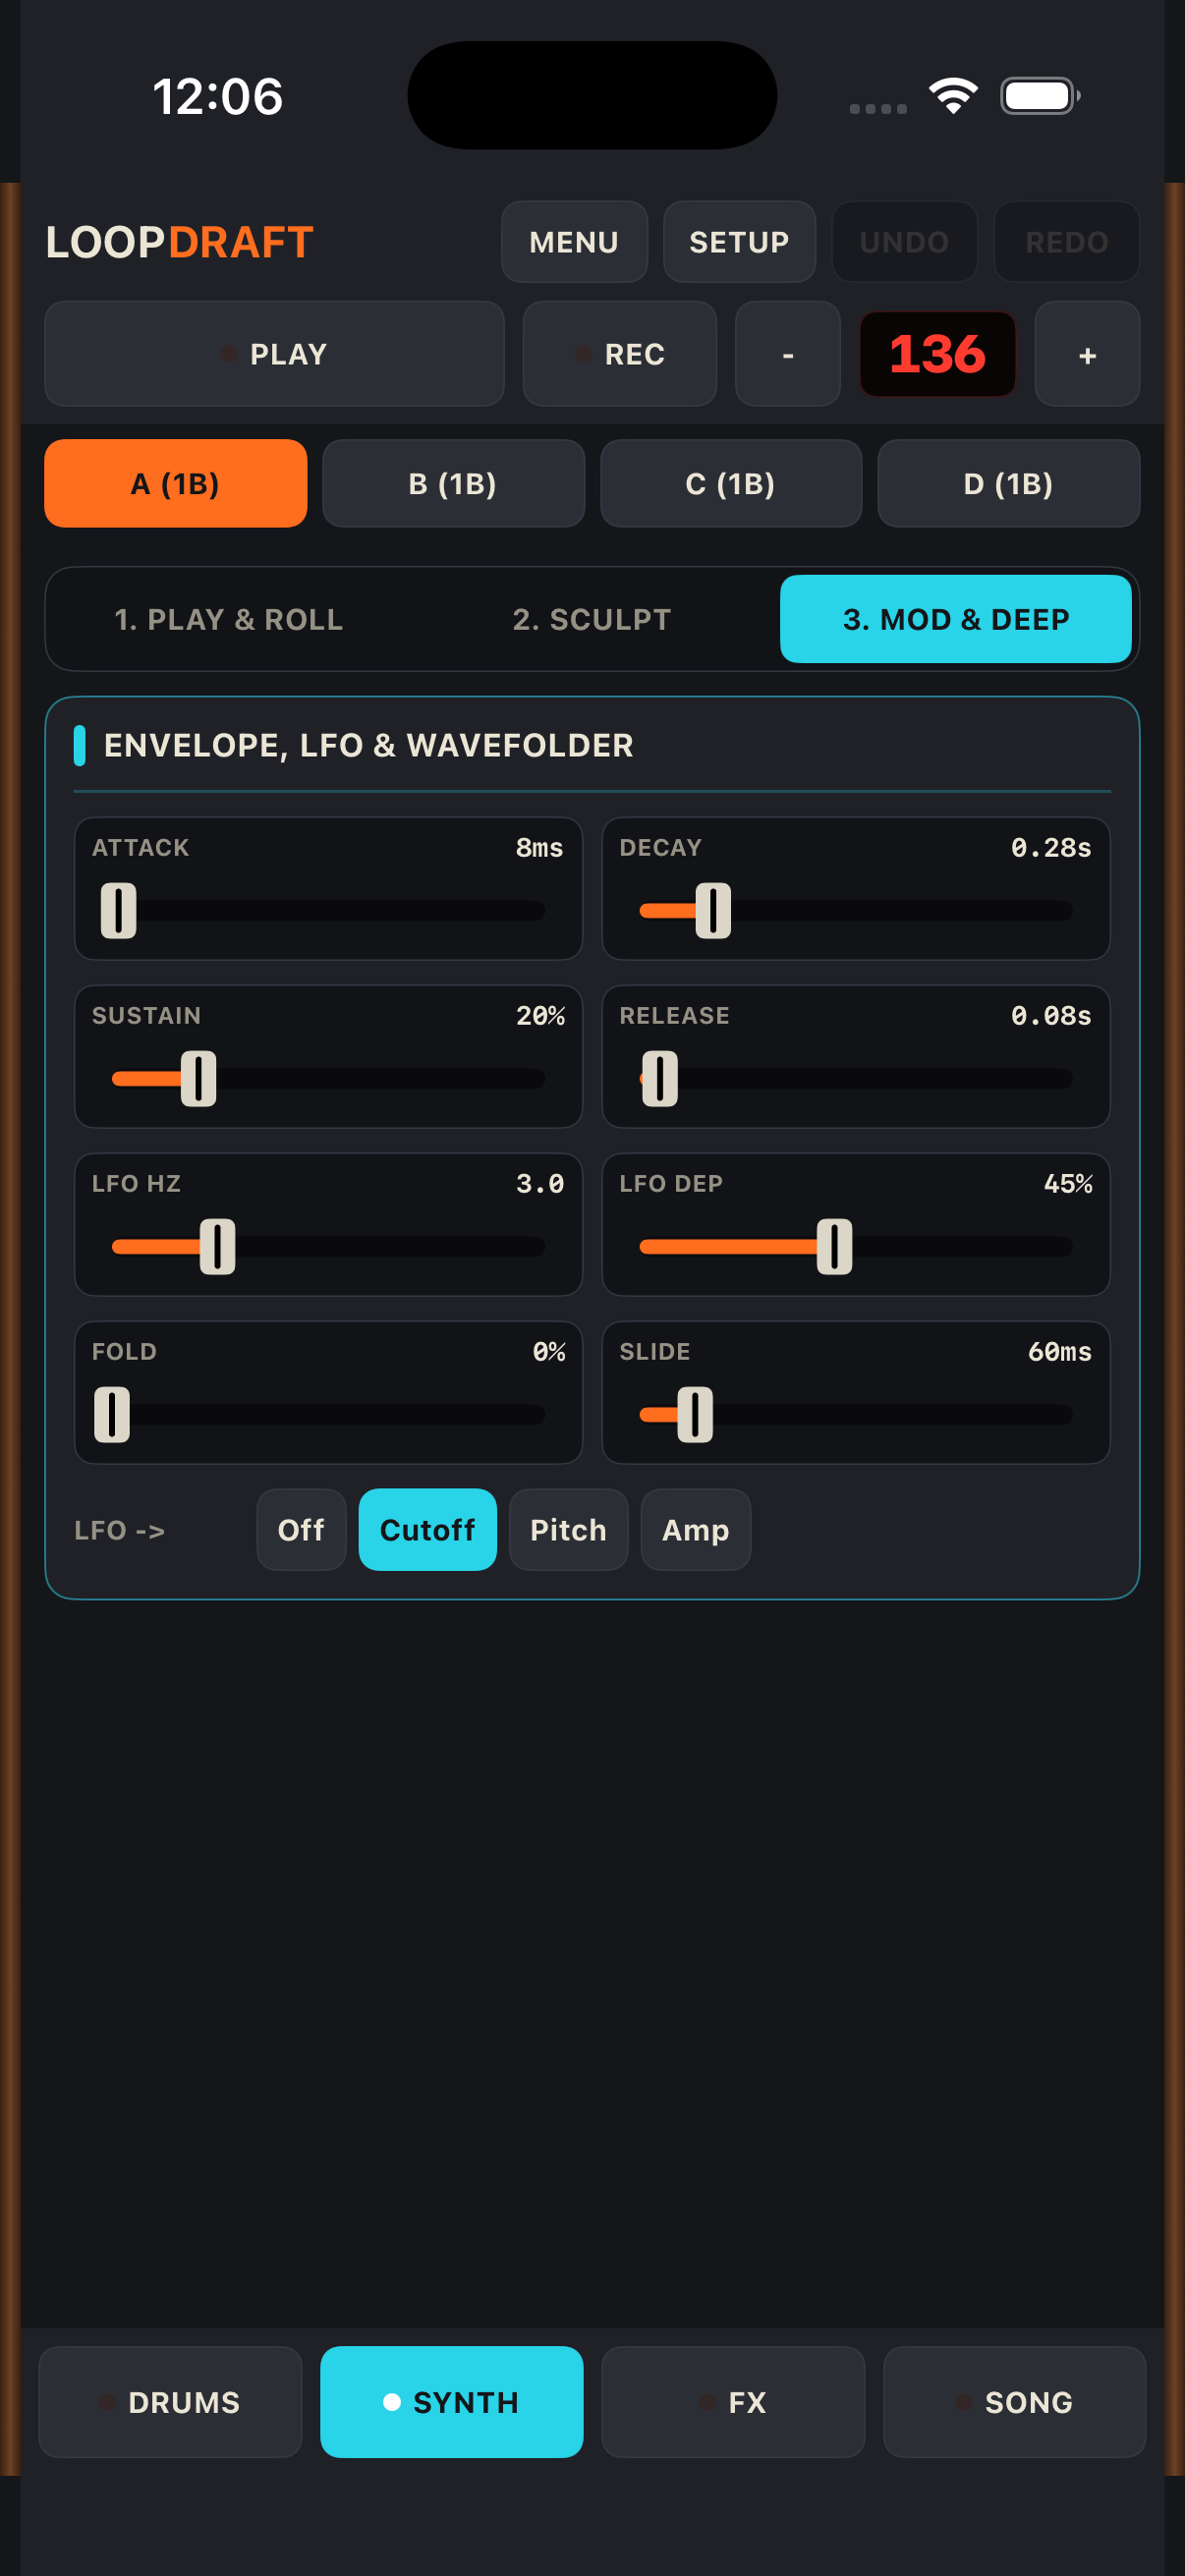 12:06
LOOPDRAFT MENU SETUP UNDO REDO
PLAY REC - 136 +
A (1B) B (1B) C (1B) D (1B)
1. PLAY & ROLL 2. SCULPT 3. MOD & DEEP
ENVELOPE, LFO & WAVEFOLDER
ATTACK 8ms DECAY 0.28s
SUSTAIN 20% RELEASE 0.08s
LFO HZ 3.0 LFO DEP 45%
FOLD 0% SLIDE 60ms
LFO -> Off Cutoff Pitch Amp
DRUMS SYNTH FX SONG